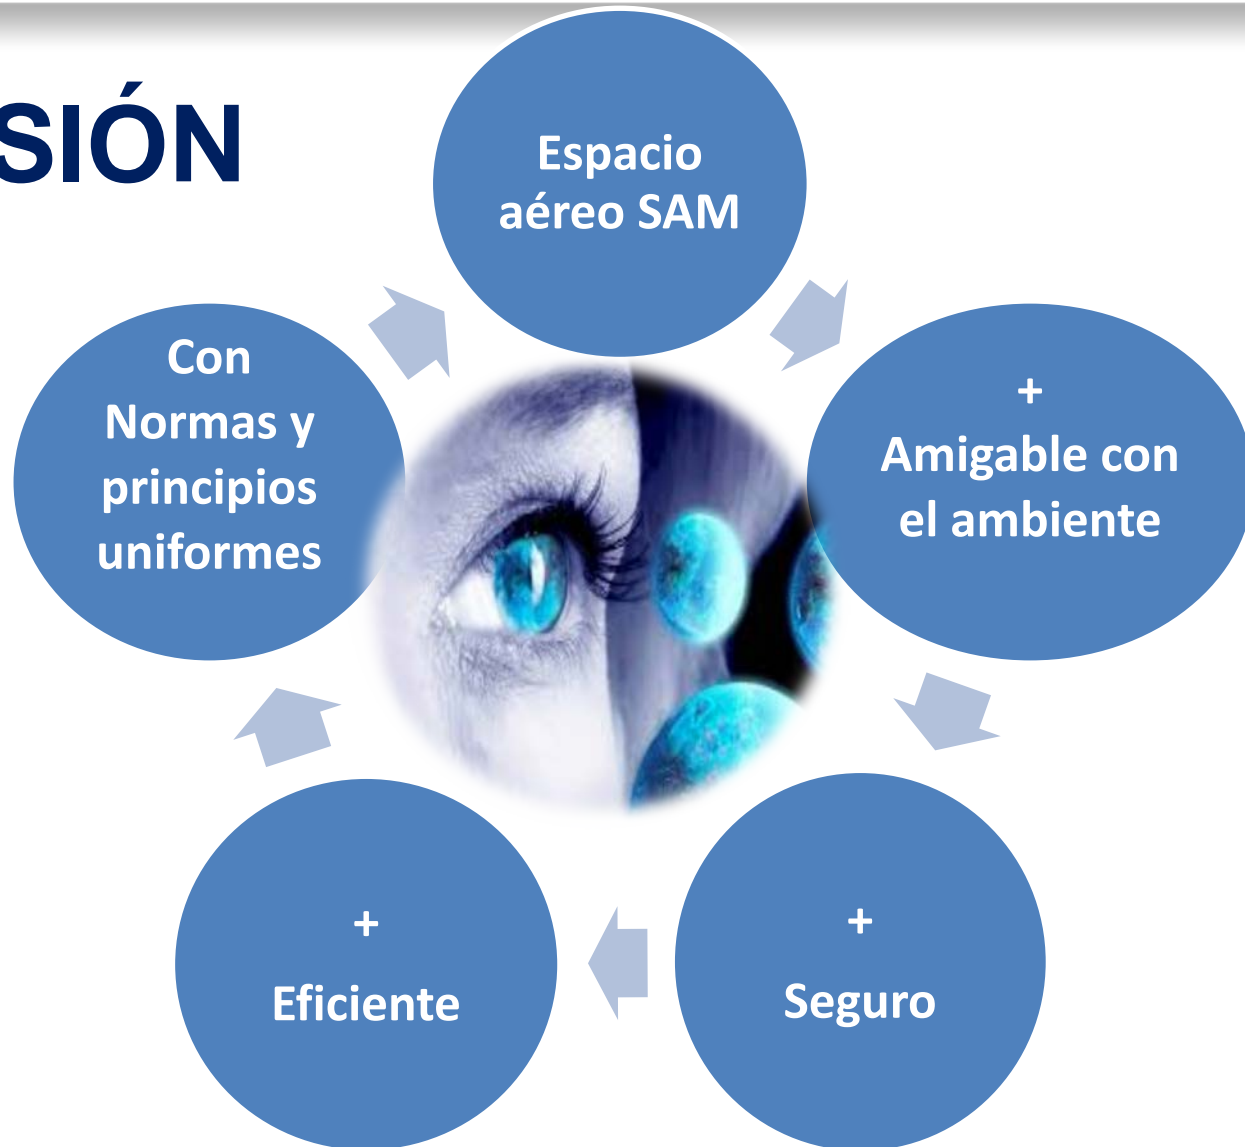 SIÓN
Espacio
aéreo SAM
+
Amigable con
el ambiente
+
Seguro
+
Eficiente
Con
Normas y
principios
uniformes